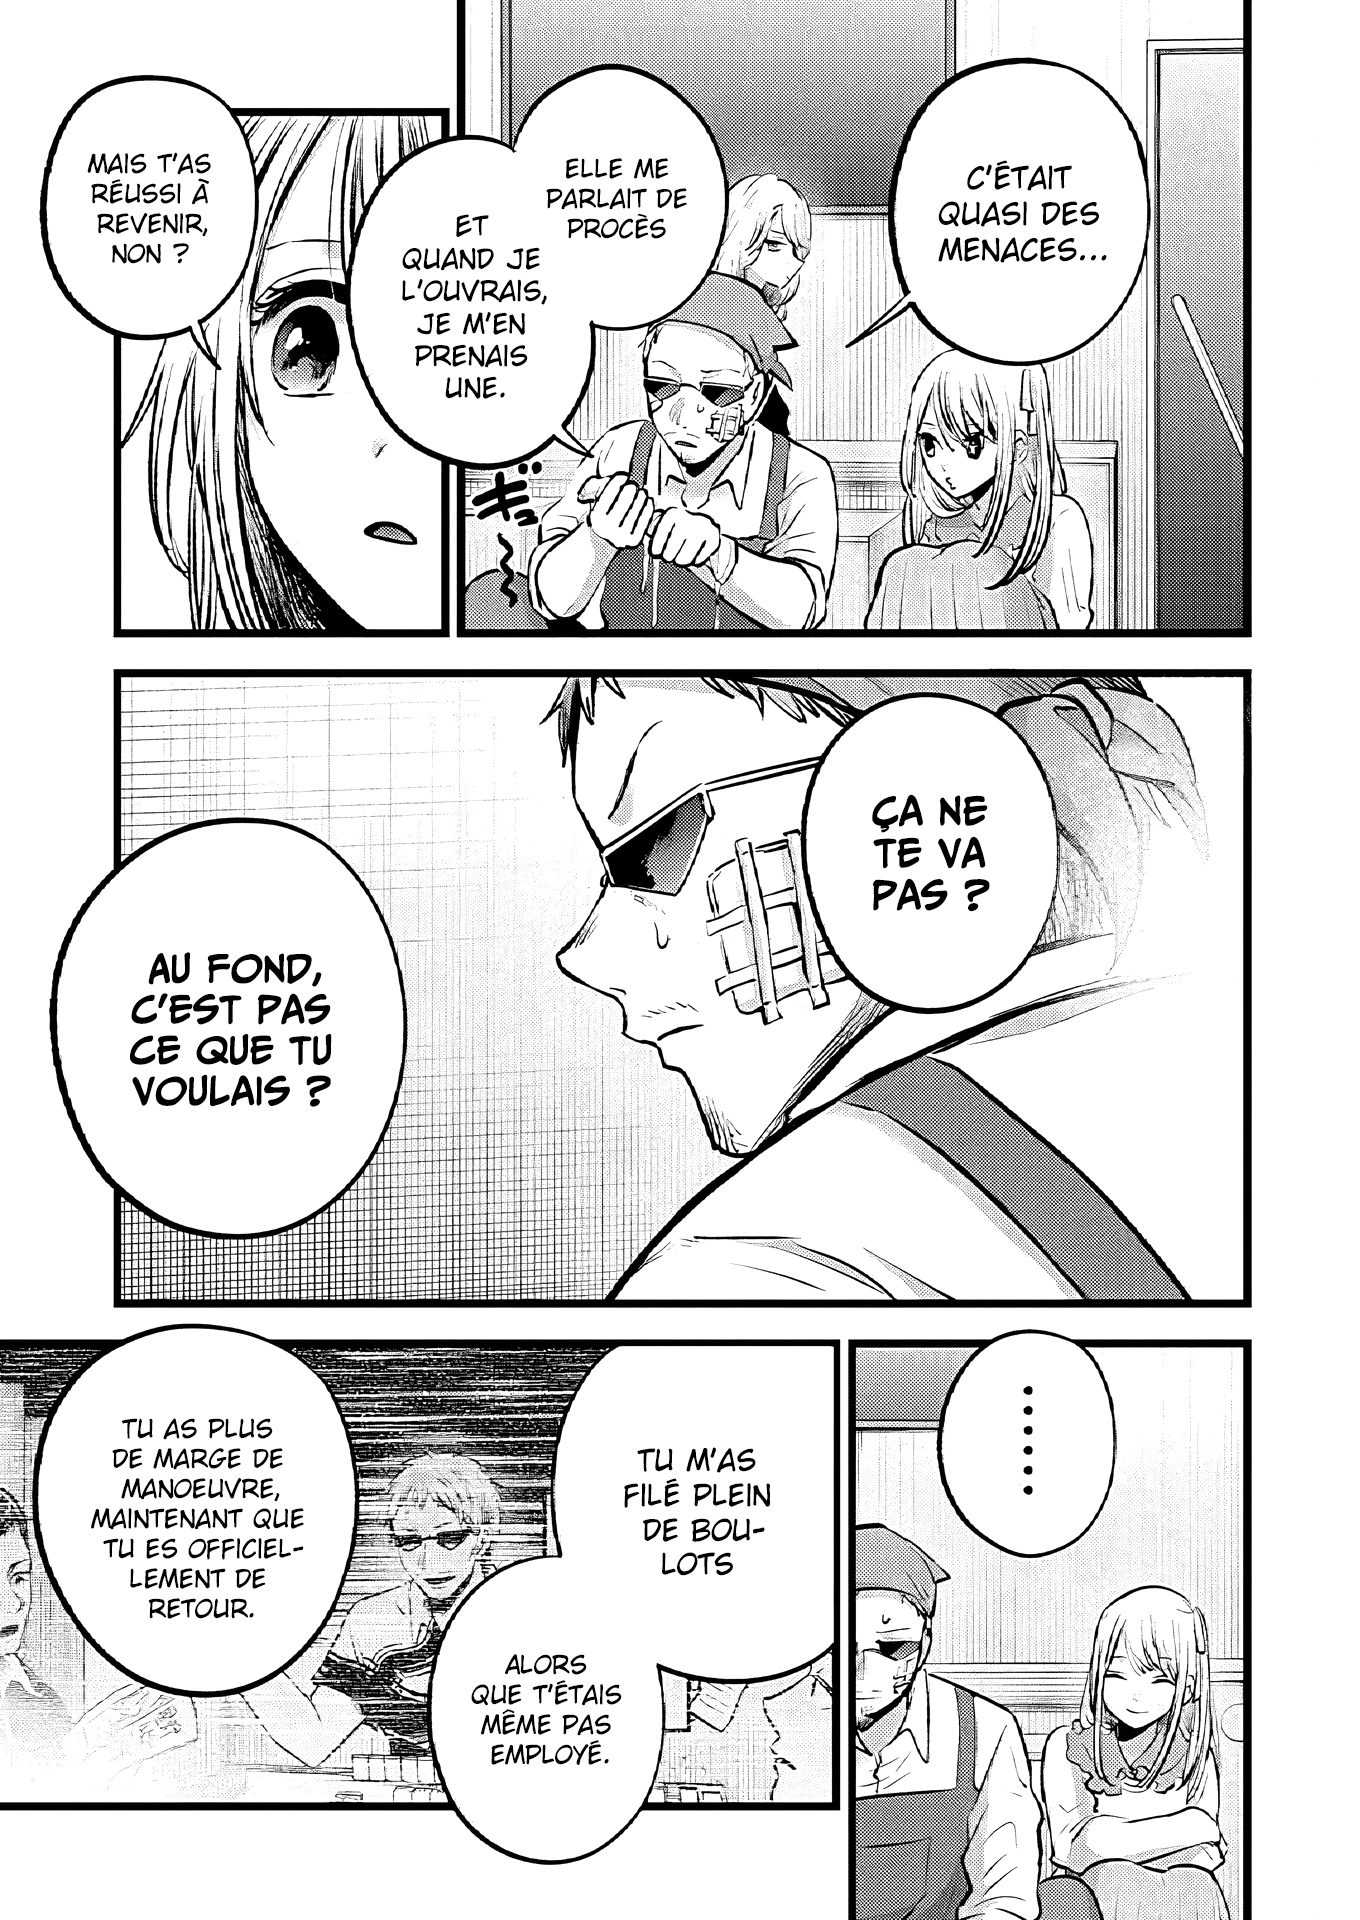 C'ÉTAIT
QUASI DES
MENACES...
ELLE ME
PARLAIT DE
PROCÈS
ET
QUAND JE
L'OUVRAIS,
JE M'EN
PRENAIS
UNE.
ギュ
MAIS T'AS
RÉUSSI À
REVENIR,
NON ?
ÇA NE
TE VA
PAS ?
AU FOND,
C'EST PAS
CE QUE TU
VOULAIS ?
......
TU M'AS
FILÉ PLEIN
DE BOU-
LOTS
ALORS
QUE T'ÉTAIS
MÊME PAS
EMPLOYÉ.
TU AS PLUS
DE MARGE DE
MANOEUVRE,
MAINTENANT QUE
TU ES OFFICIEL-
LEMENT DE
RETOUR.